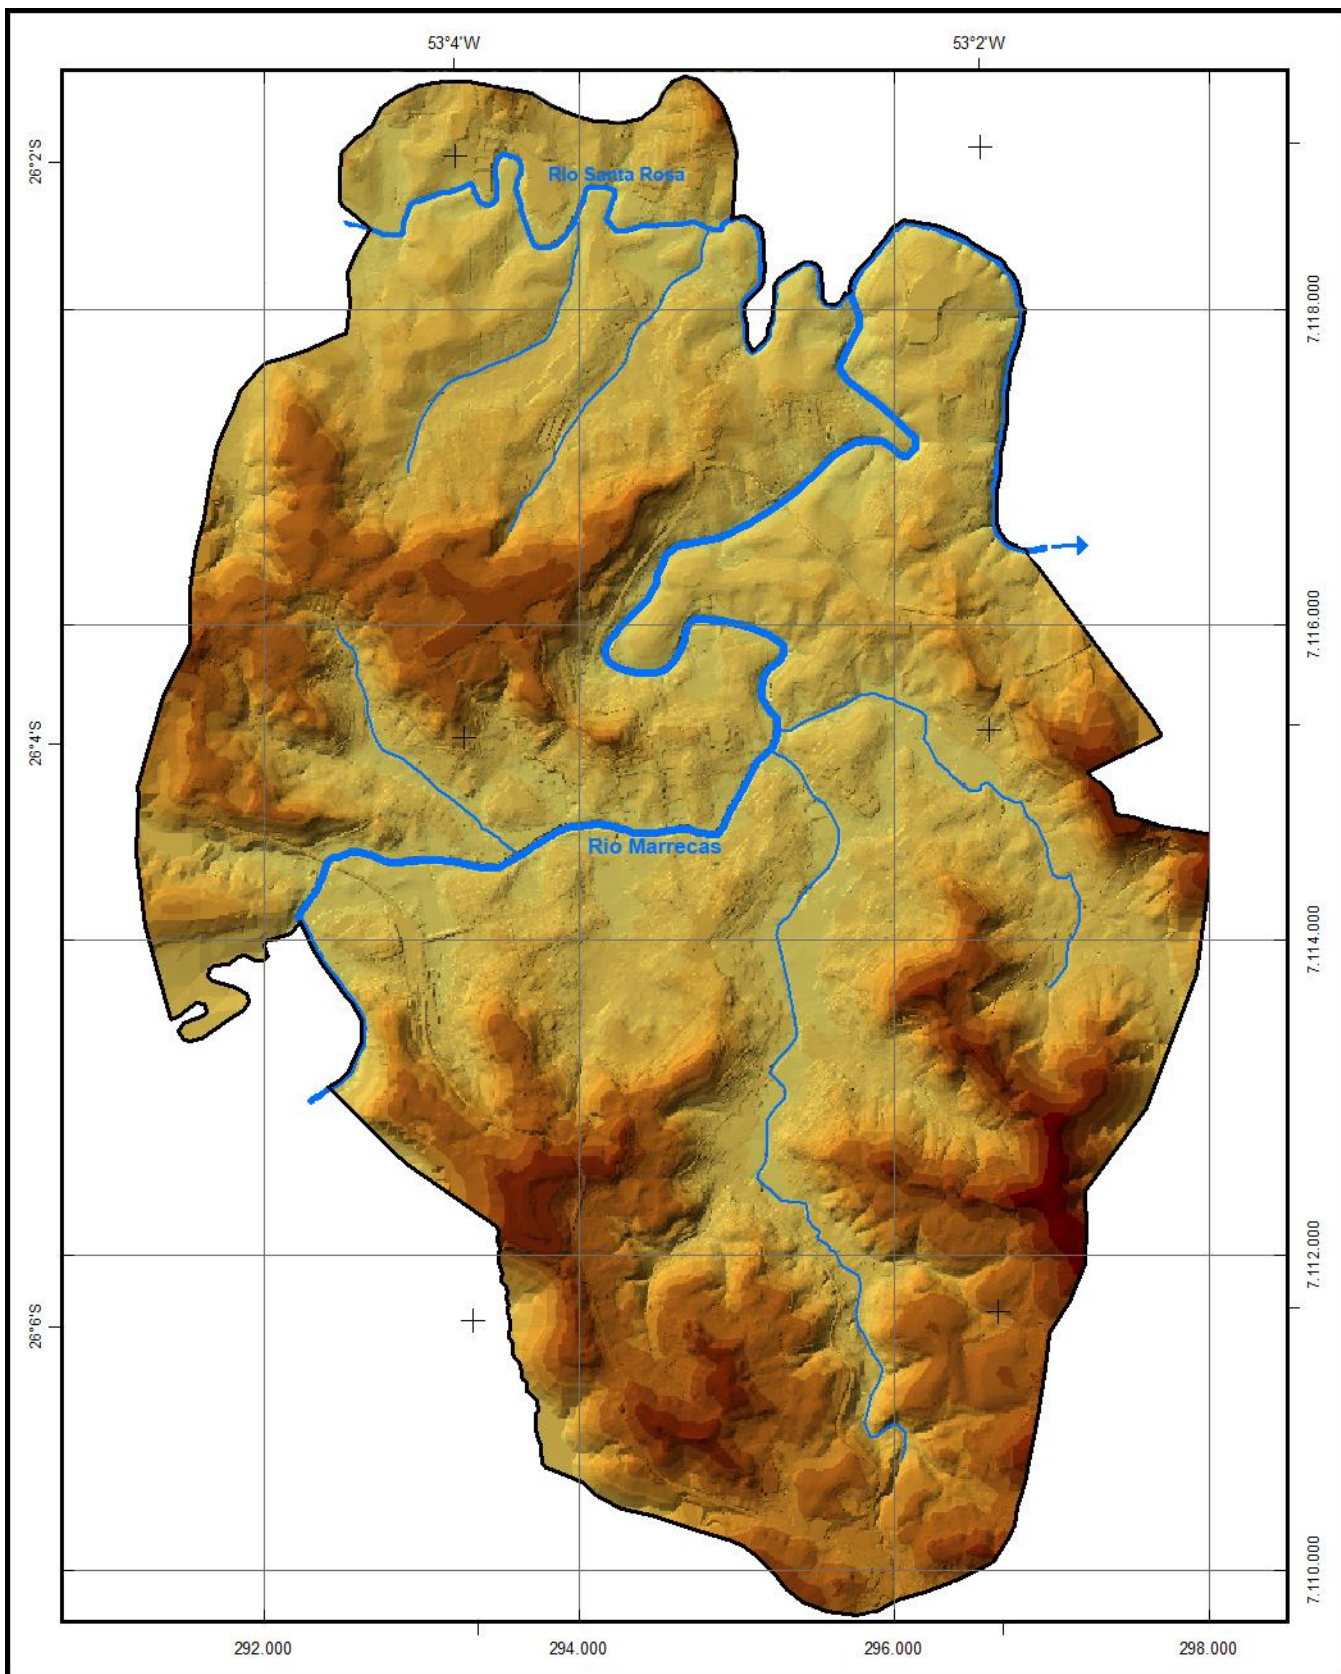 53°4'W
53°2'W
26°2'S
Rio Santa Rosa
7.118.000
7.116.000
26°4'S
Rio Marrecas
7.114.000
7.112.000
26°6'S
7.110.000
292.000
294.000
296.000
298.000